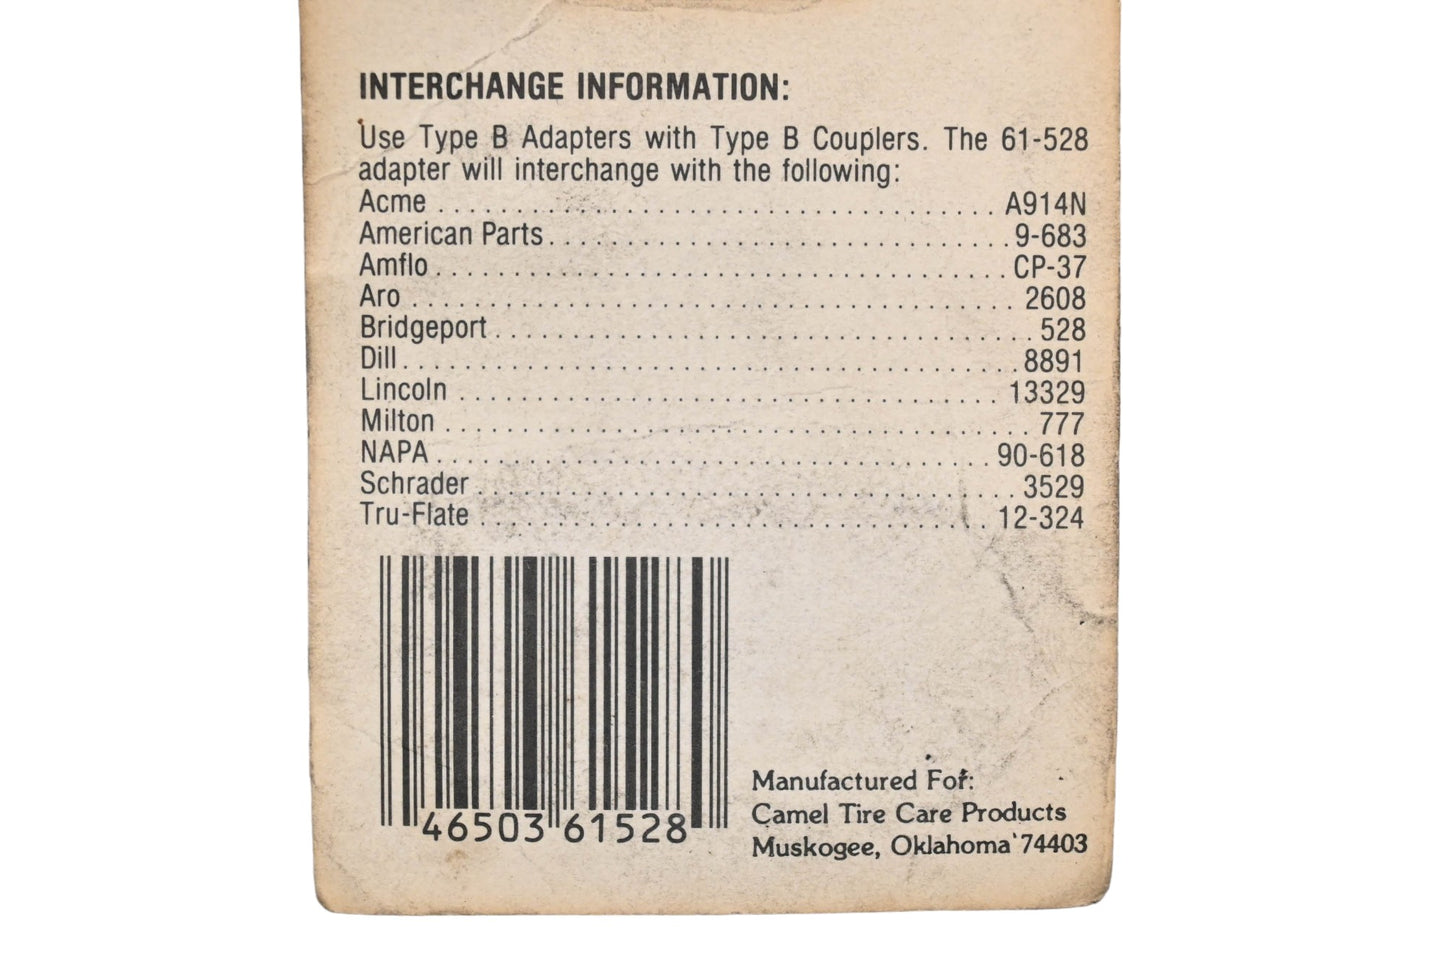 INTERCHANGE INFORMATION:
Use Type B Adapters with Type B Couplers. The 61-528
adapter will interchange with the following:
Acme . . . . . . . . . . . . . . . . . . . . . . . . . . . . . . . . . . . . A914N
American Parts. . . . . . . . . . . . . . . . . . . . . . . . . . . . . . 9-683
Amflo . . . . . . . . . . . . . . . . . . . . . . . . . . . . . . . . . . . . . CP-37
Aro . . . . . . . . . . . . . . . . . . . . . . . . . . . . . . . . . . . . . . . 2608
Bridgeport . . . . . . . . . . . . . . . . . . . . . . . . . . . . . . . . . . . 528
Dill . . . . . . . . . . . . . . . . . . . . . . . . . . . . . . . . . . . . . . . . 8891
Lincoln . . . . . . . . . . . . . . . . . . . . . . . . . . . . . . . . . . . 13329
Milton . . . . . . . . . . . . . . . . . . . . . . . . . . . . . . . . . . . . . . 777
NAPA . . . . . . . . . . . . . . . . . . . . . . . . . . . . . . . . . . . . 90-618
Schrader . . . . . . . . . . . . . . . . . . . . . . . . . . . . . . . . . . . 3529
Tru-Flate . . . . . . . . . . . . . . . . . . . . . . . . . . . . . . . . . 12-324
46503 61528
Manufactured For:
Camel Tire Care Products
Muskogee, Oklahoma 74403